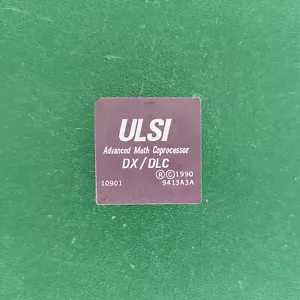 ULSI
Advanced Math Coprocessor
DX/DLC
®©1990
10901 9413A3A